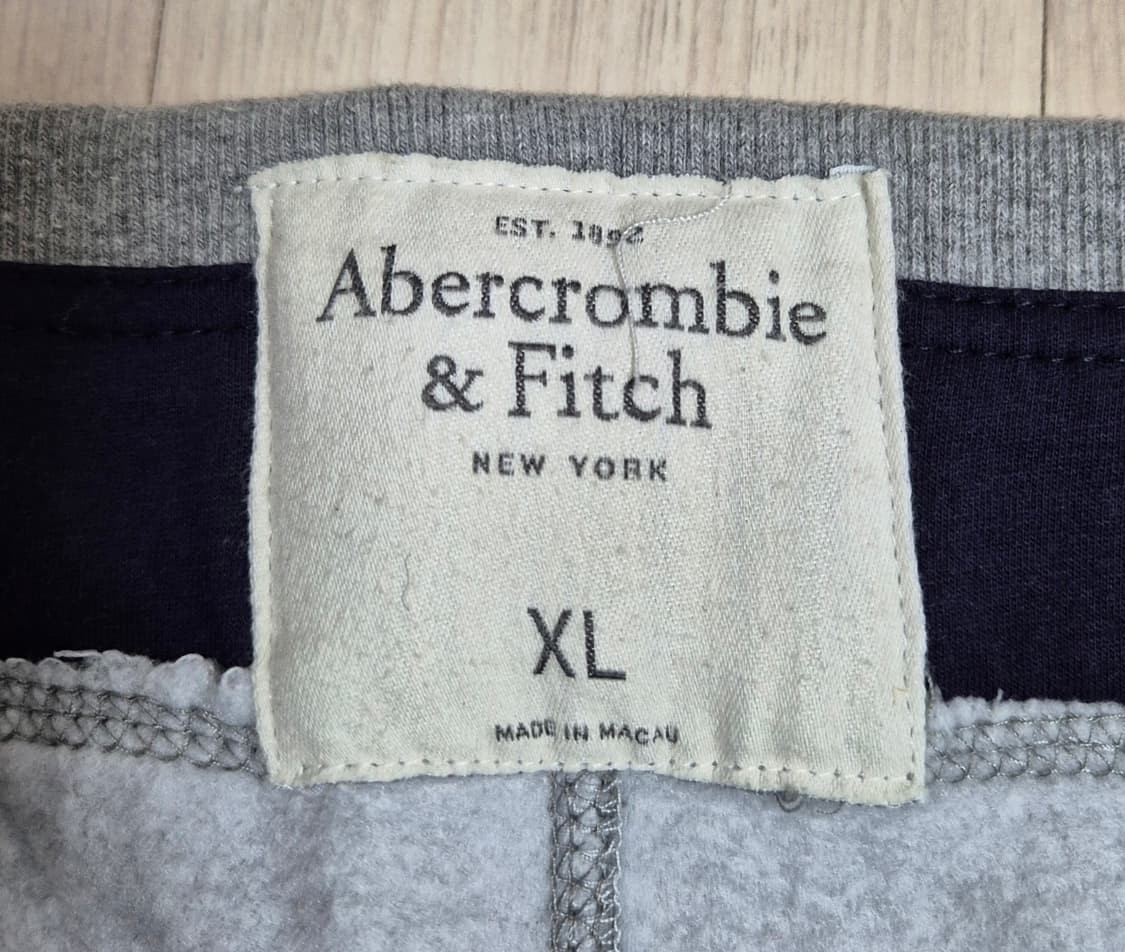 EST. 1892
Abercrombie
& Fitch
NEW YORK
XL
MADE IN MACAU